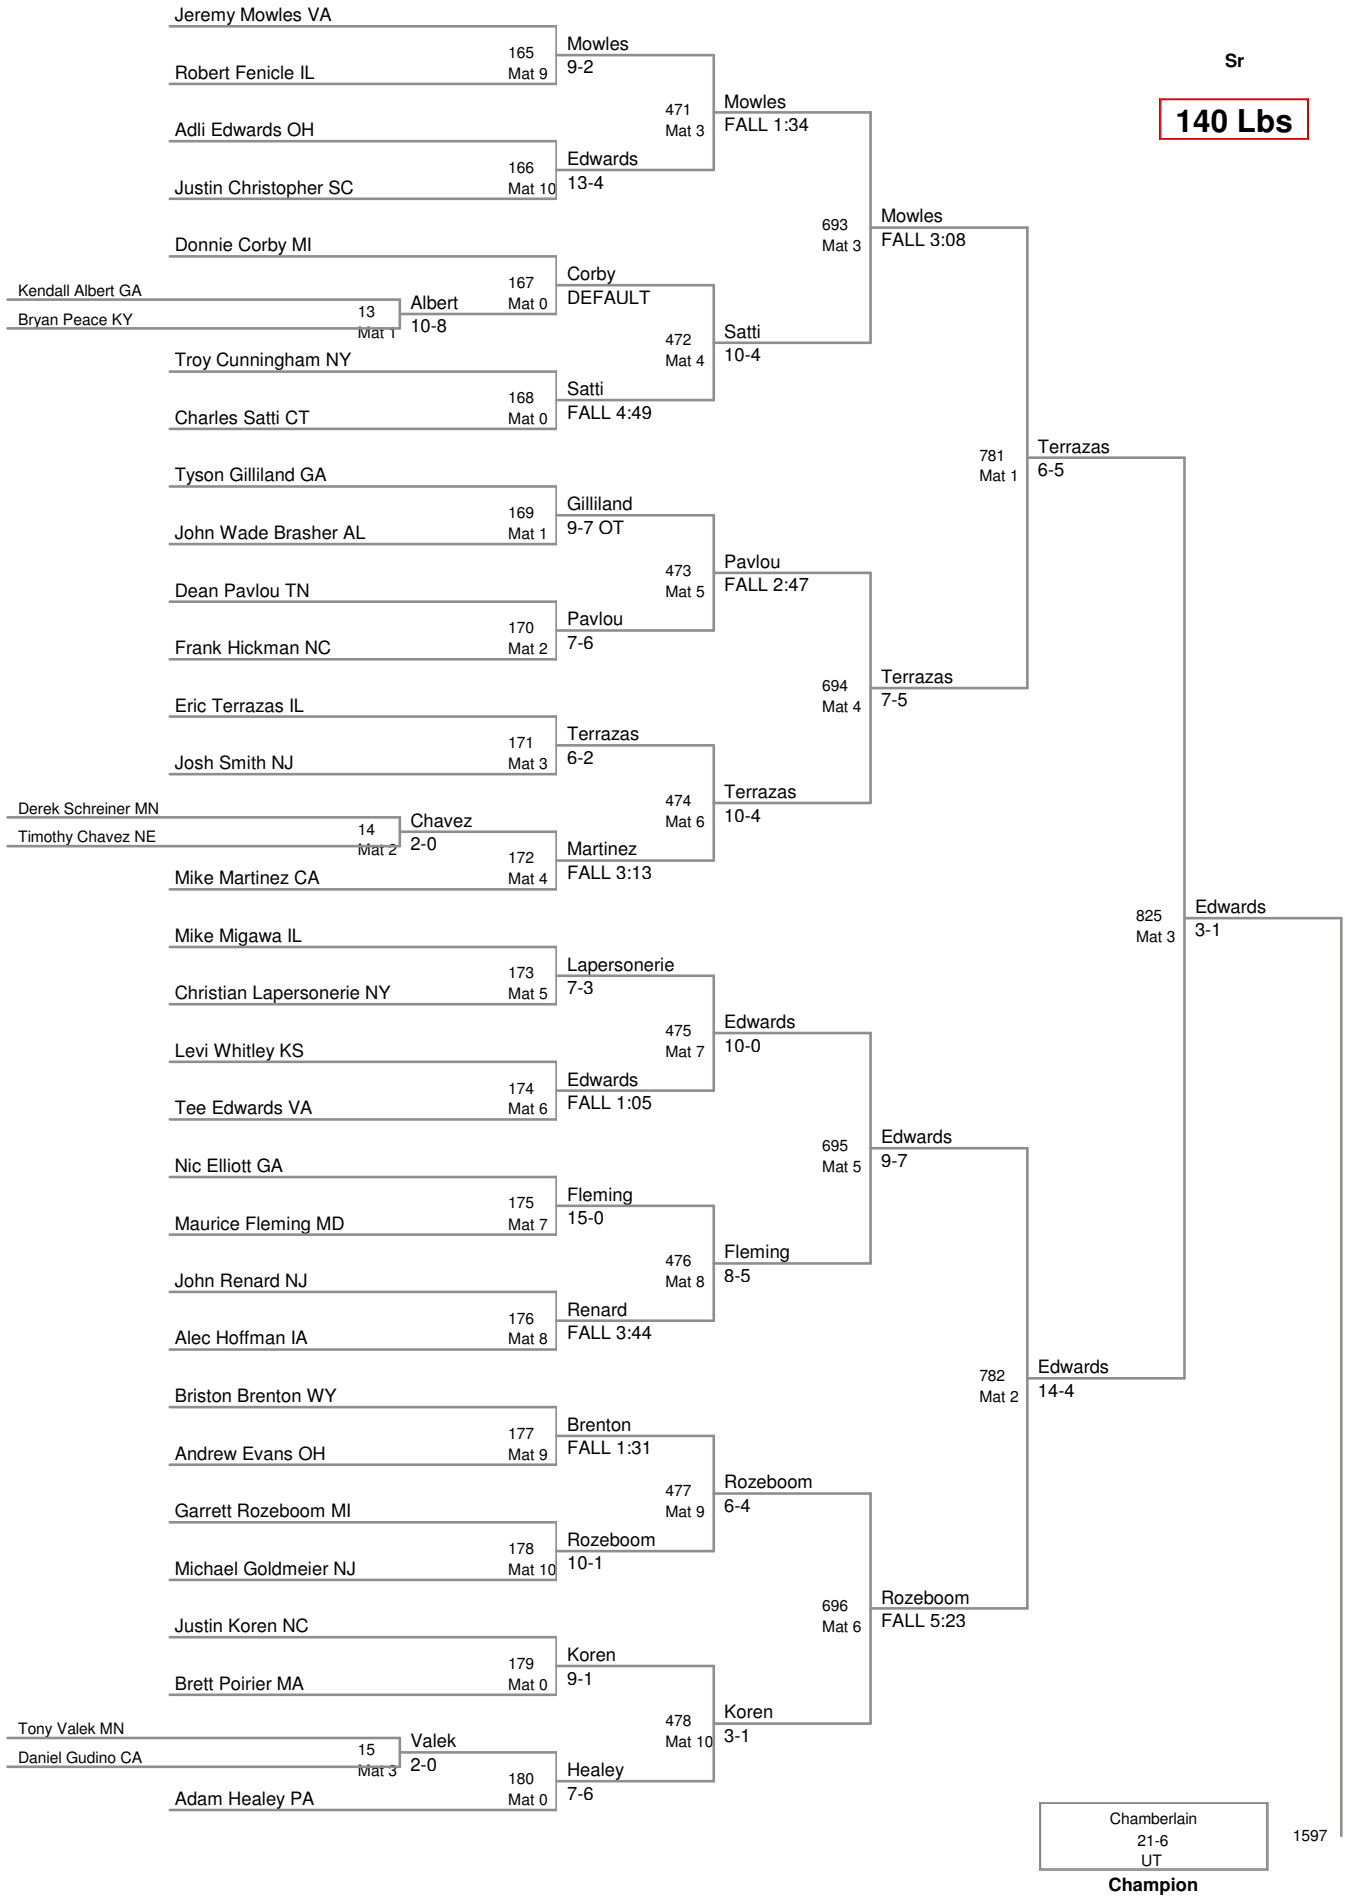 Jeremy Mowles VA
165
Mat 9
Mowles
9-2
Robert Fenicle IL
Sr
140 Lbs
471
Mat 3
Mowles
FALL 1:34
Adli Edwards OH
166
Mat 10
Edwards
13-4
Justin Christopher SC
693
Mat 3
Mowles
FALL 3:08
Donnie Corby MI
167
Mat 0
Corby
DEFAULT
Kendall Albert GA
Bryan Peace KY
13
Mat 1
Albert
10-8
472
Mat 4
Satti
10-4
Troy Cunningham NY
168
Mat 0
Satti
FALL 4:49
Charles Satti CT
781
Mat 1
Terrazas
6-5
Tyson Gilliland GA
169
Mat 1
Gilliland
9-7 OT
John Wade Brasher AL
473
Mat 5
Pavlou
FALL 2:47
Dean Pavlou TN
170
Mat 2
Pavlou
7-6
Frank Hickman NC
694
Mat 4
Terrazas
7-5
Eric Terrazas IL
171
Mat 3
Terrazas
6-2
Josh Smith NJ
474
Mat 6
Terrazas
10-4
Derek Schreiner MN
Timothy Chavez NE
14
Mat 2
Chavez
2-0
172
Mat 4
Martinez
FALL 3:13
Mike Martinez CA
825
Mat 3
Edwards
3-1
Mike Migawa IL
173
Mat 5
Lapersonerie
7-3
Christian Lapersonerie NY
475
Mat 7
Edwards
10-0
Levi Whitley KS
174
Mat 6
Edwards
FALL 1:05
Tee Edwards VA
695
Mat 5
Edwards
9-7
Nic Elliott GA
175
Mat 7
Fleming
15-0
Maurice Fleming MD
476
Mat 8
Fleming
8-5
John Renard NJ
176
Mat 8
Renard
FALL 3:44
Alec Hoffman IA
782
Mat 2
Edwards
14-4
Briston Brenton WY
177
Mat 9
Brenton
FALL 1:31
Andrew Evans OH
477
Mat 9
Rozeboom
6-4
Garrett Rozeboom MI
178
Mat 10
Rozeboom
10-1
Michael Goldmeier NJ
696
Mat 6
Rozeboom
FALL 5:23
Justin Koren NC
179
Mat 0
Koren
9-1
Brett Poirier MA
478
Mat 10
Koren
3-1
Tony Valek MN
Daniel Gudino CA
15
Mat 3
Valek
2-0
180
Mat 0
Healey
7-6
Adam Healey PA
Chamberlain
21-6
UT
1597
Champion